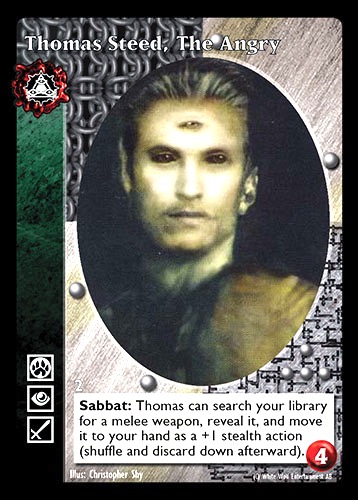 Thomas Steed, The Angry
2
Sabbat: Thomas can search your library
for a melee weapon, reveal it, and move
it to your hand as a +1 stealth action
(shuffle and discard down afterward).
4
© White Wolf Entertainment AB
Illus: Christopher Shy